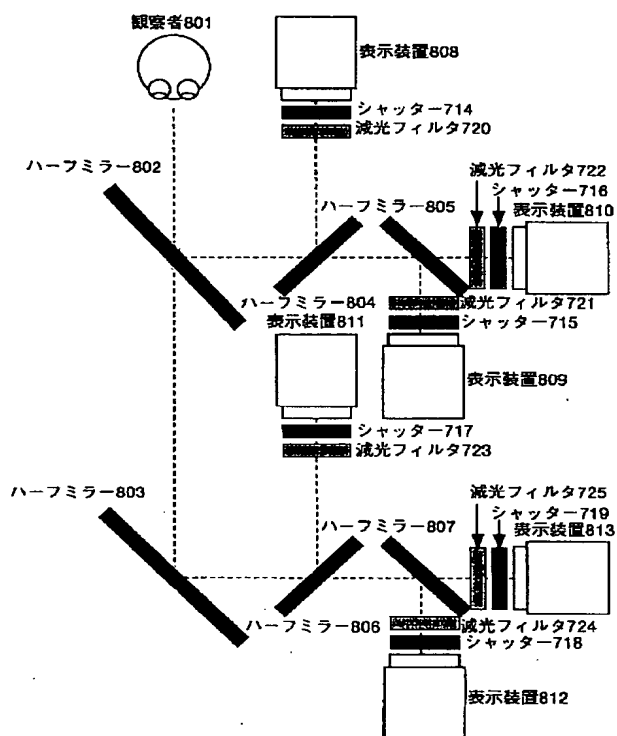 観察者801
表示装置808
シャッター714
減光フィルタ720
ハーフミラー802
減光フィルタ722
シャッター716
ハーフミラー805
表示装置810
ハーフミラー804
減光フィルタ721
表示装置811
シャッター715
表示装置809
シャッター717
減光フィルタ723
ハーフミラー803
減光フィルタ725
シャッター719
ハーフミラー807
表示装置813
ハーフミラー806
減光フィルタ724
シャッター718
表示装置812